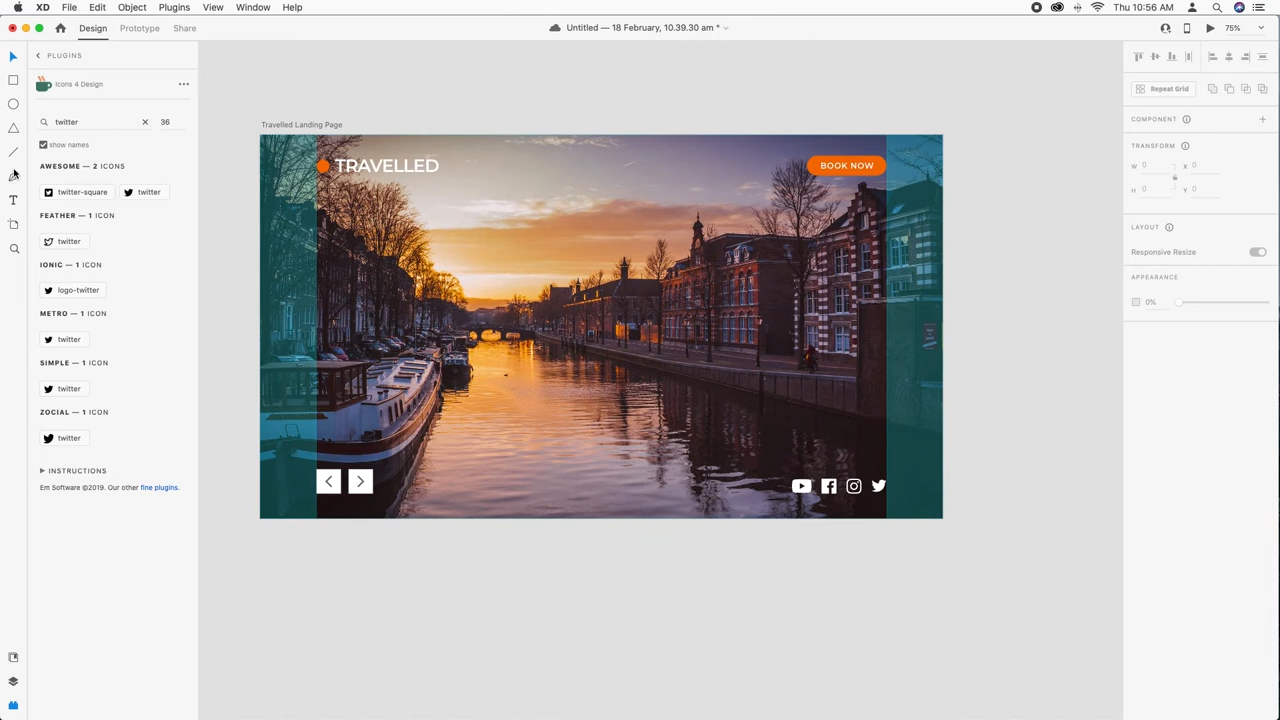 XD File Edit Object Plugins View Window Help
Thu 10:56 AM
Design Prototype Share
Untitled — 18 February, 10.39.30 am *
75%
PLUGINS
Icons 4 Design
twitter
36
show names
AWESOME — 2 ICONS
twitter-square twitter
FEATHER — 1 ICON
twitter
IONIC — 1 ICON
logo-twitter
METRO — 1 ICON
twitter
SIMPLE — 1 ICON
twitter
ZOCIAL — 1 ICON
twitter
INSTRUCTIONS
Em Software ©2019. Our other fine plugins.
Travelled Landing Page
TRAVELLED
BOOK NOW
Repeat Grid
COMPONENT
TRANSFORM
W 0 X 0
H 0 Y 0
LAYOUT
Responsive Resize
APPEARANCE
0%